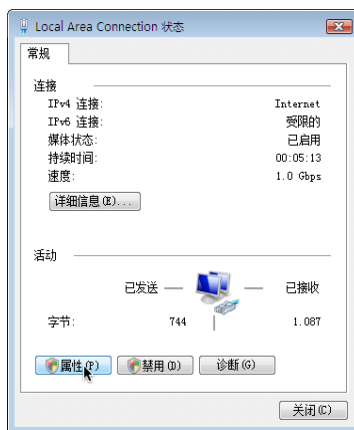 Local Area Connection 状态
常规
连接
IPv4 连接: Internet
IPv6 连接: 受限的
媒体状态: 已启用
持续时间: 00:05:13
速度: 1.0 Gbps
详细信息(E)...
活动
已发送 — — 已接收
字节: 744 | 1.087
属性(P) 禁用(D) 诊断(G)
关闭(C)